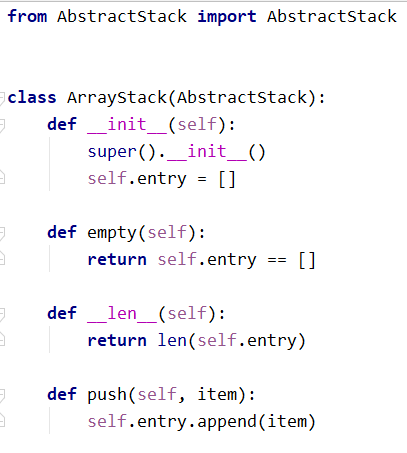 from AbstractStack import AbstractStack
class ArrayStack(AbstractStack):
    def __init__(self):
        super().__init__()
        self.entry = []
    def empty(self):
        return self.entry == []
    def __len__(self):
        return len(self.entry)
    def push(self, item):
        self.entry.append(item)